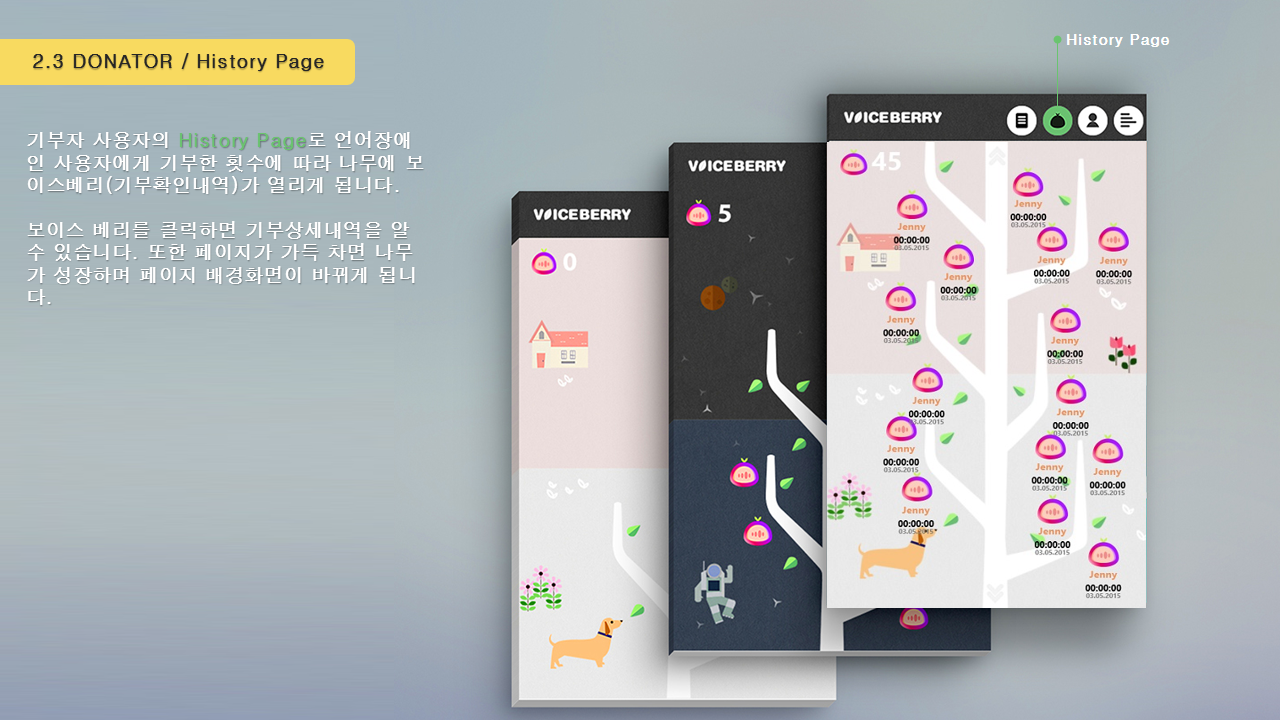 2.3 DONATOR / History Page
History Page
기부자 사용자의 History Page로 언어장애
인 사용자에게 기부한 횟수에 따라 나무에 보
이스베리(기부확인내역)가 열리게 됩니다.
보이스 베리를 클릭하면 기부상세내역을 알
수 있습니다. 또한 페이지가 가득 차면 나무
가 성장하며 페이지 배경화면이 바뀌게 됩니
다.
VOICEBERRY
0
VOICEBERRY
5
VOICEBERRY
45
Jenny
00:00:00
03.05.2015
Jenny
00:00:00
03.05.2015
Jenny
00:00:00
03.05.2015
Jenny
00:00:00
03.05.2015
Jenny
00:00:00
03.05.2015
Jenny
00:00:00
03.05.2015
Jenny
00:00:00
03.05.2015
Jenny
00:00:00
03.05.2015
Jenny
00:00:00
03.05.2015
Jenny
00:00:00
03.05.2015
Jenny
00:00:00
03.05.2015
Jenny
00:00:00
03.05.2015
Jenny
00:00:00
03.05.2015
Jenny
00:00:00
03.05.2015
Jenny
00:00:00
03.05.2015
Jenny
00:00:00
03.05.2015